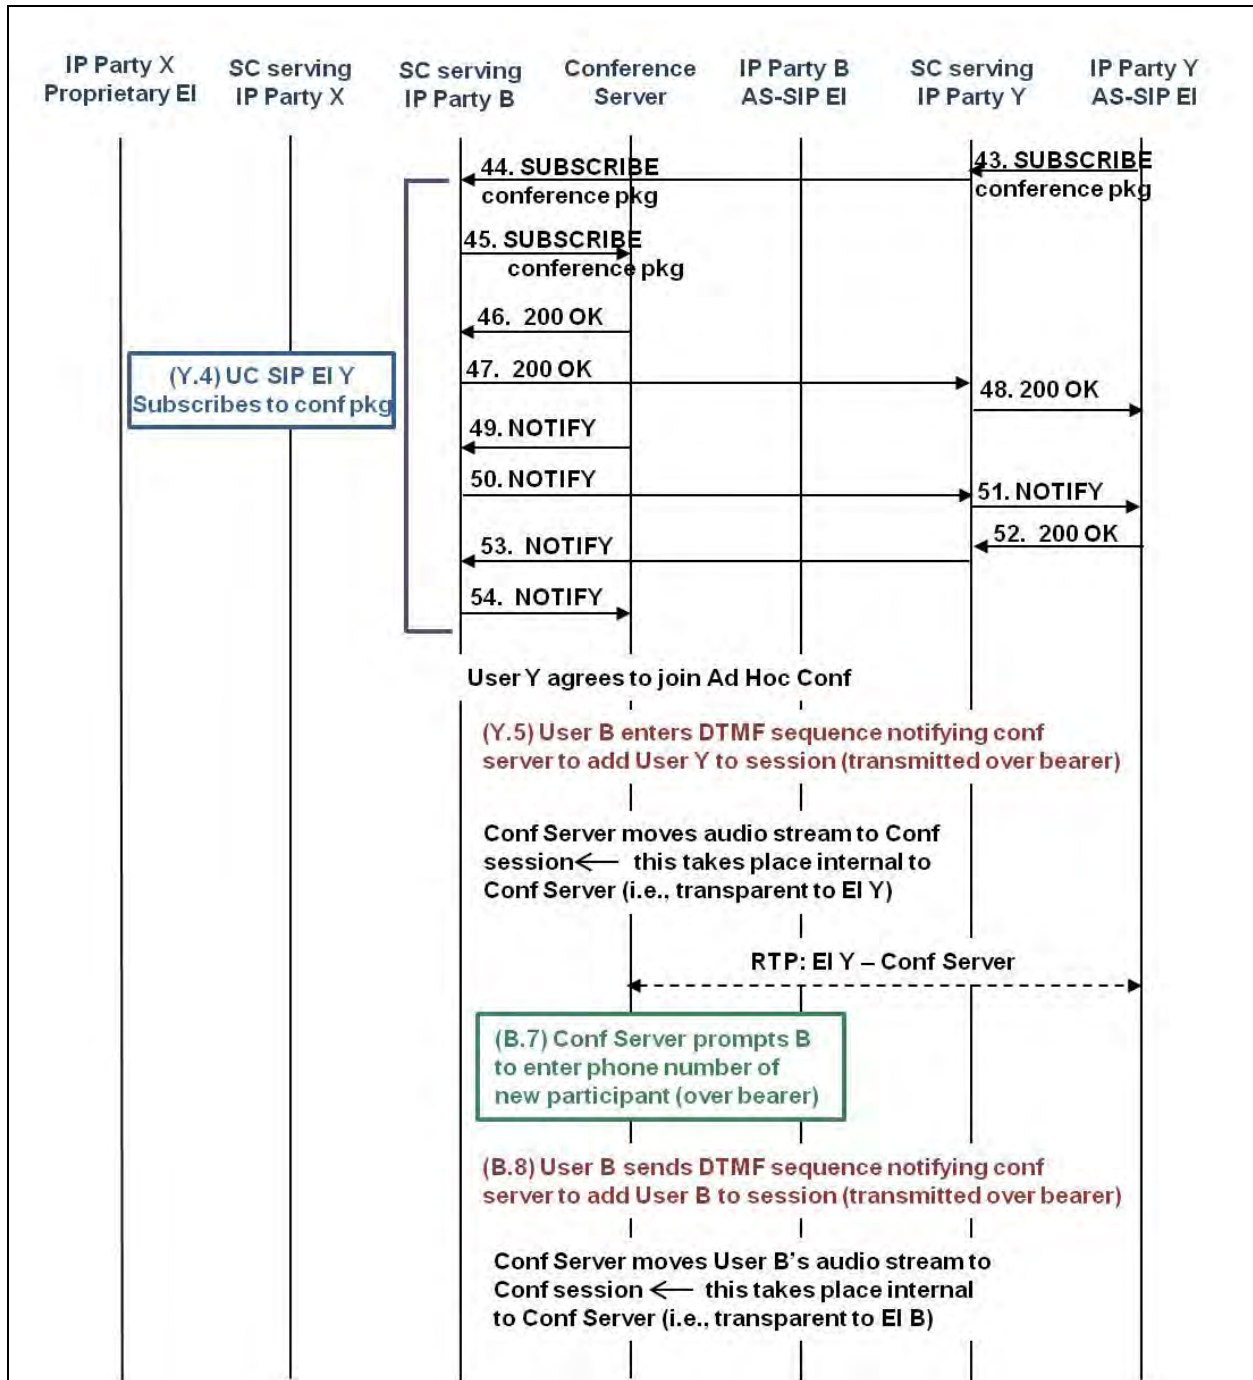 IP Party X
Proprietary EI
SC serving
IP Party X
SC serving
IP Party B
Conference
Server
IP Party B
AS-SIP EI
SC serving
IP Party Y
IP Party Y
AS-SIP EI
43. SUBSCRIBE
conference pkg
44. SUBSCRIBE
conference pkg
45. SUBSCRIBE
conference pkg
46. 200 OK
(Y.4) UC SIP EI Y
Subscribes to conf pkg
47. 200 OK
48. 200 OK
49. NOTIFY
50. NOTIFY
51. NOTIFY
52. 200 OK
53. NOTIFY
54. NOTIFY
User Y agrees to join Ad Hoc Conf
(Y.5) User B enters DTMF sequence notifying conf
server to add User Y to session (transmitted over bearer)
Conf Server moves audio stream to Conf
session ← this takes place internal to
Conf Server (i.e., transparent to EI Y)
RTP: EI Y – Conf Server
(B.7) Conf Server prompts B
to enter phone number of
new participant (over bearer)
(B.8) User B sends DTMF sequence notifying conf
server to add User B to session (transmitted over bearer)
Conf Server moves User B's audio stream to
Conf session ← this takes place internal
to Conf Server (i.e., transparent to EI B)